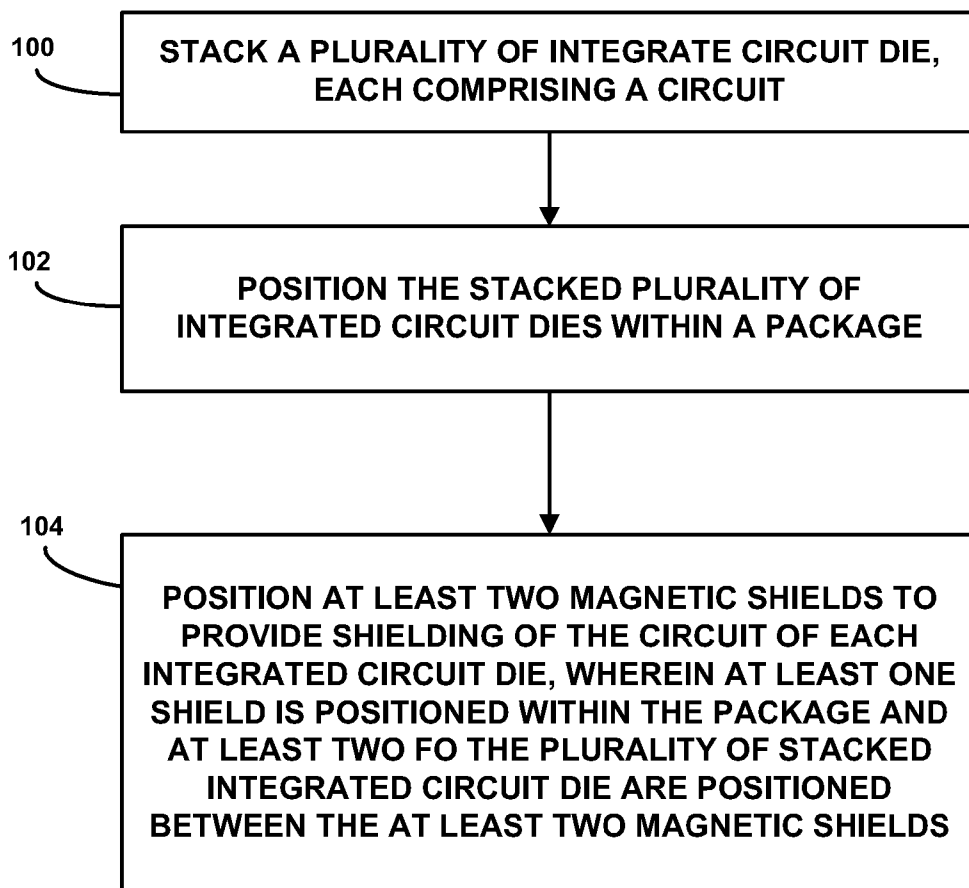 100
STACK A PLURALITY OF INTEGRATE CIRCUIT DIE,
EACH COMPRISING A CIRCUIT
102
POSITION THE STACKED PLURALITY OF
INTEGRATED CIRCUIT DIES WITHIN A PACKAGE
104
POSITION AT LEAST TWO MAGNETIC SHIELDS TO
PROVIDE SHIELDING OF THE CIRCUIT OF EACH
INTEGRATED CIRCUIT DIE, WHEREIN AT LEAST ONE
SHIELD IS POSITIONED WITHIN THE PACKAGE AND
AT LEAST TWO FO THE PLURALITY OF STACKED
INTEGRATED CIRCUIT DIE ARE POSITIONED
BETWEEN THE AT LEAST TWO MAGNETIC SHIELDS